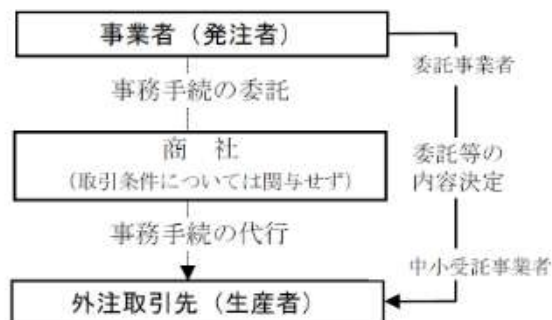 事業者（発注者）
委託事業者
事務手続の委託
商　社
（取引条件については関与せず）
委託等の
内容決定
事務手続の代行
中小受託事業者
外注取引先（生産者）